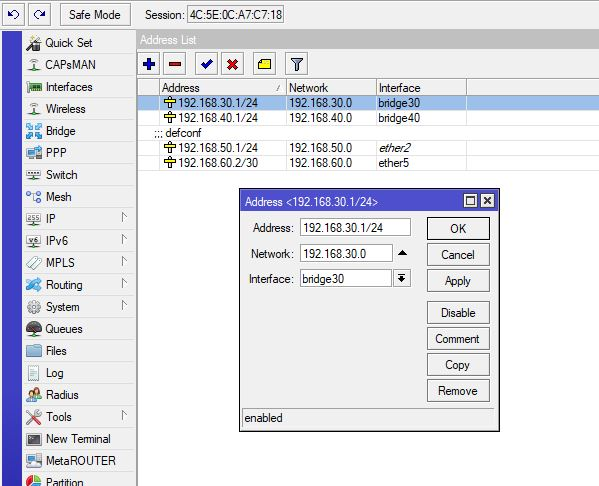 Safe Mode Session: 4C:5E:0C:A7:C7:18
Quick Set
CAPsMAN
Interfaces
Wireless
Bridge
PPP
Switch
Mesh
IP
IPv6
MPLS
Routing
System
Queues
Files
Log
Radius
Tools
New Terminal
MetaROUTER
Partition
Address List
Address Network Interface
192.168.30.1/24 192.168.30.0 bridge30
192.168.40.1/24 192.168.40.0 bridge40
;;; defconf
192.168.50.1/24 192.168.50.0 ether2
192.168.60.2/30 192.168.60.0 ether5
Address <192.168.30.1/24>
Address: 192.168.30.1/24
Network: 192.168.30.0
Interface: bridge30
OK
Cancel
Apply
Disable
Comment
Copy
Remove
enabled